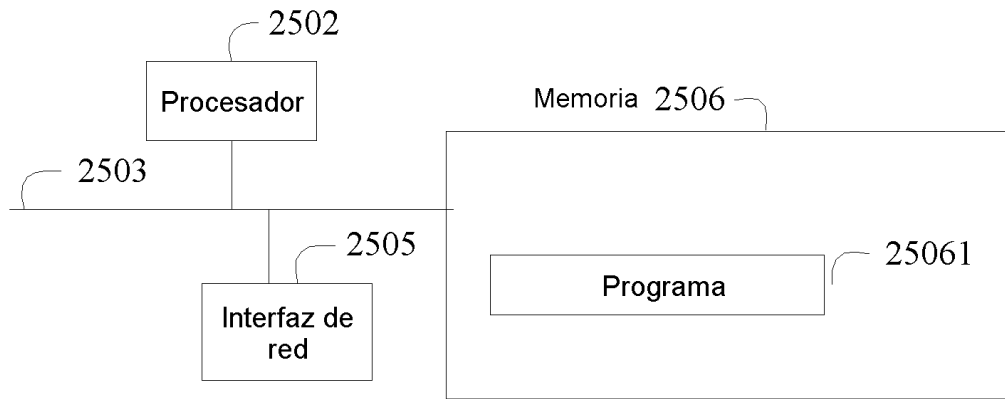 2502
Procesador
Memoria 2506
2503
2505
25061
Programa
Interfaz de
red